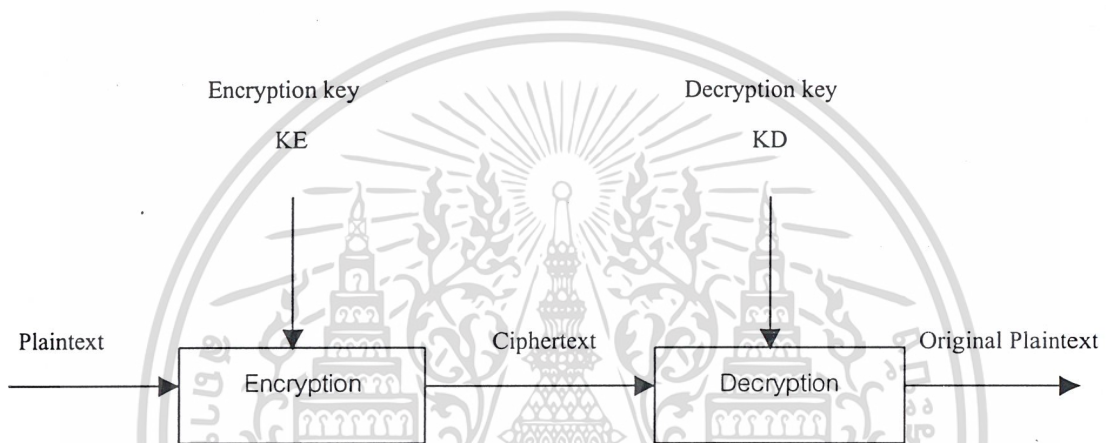 Encryption key
Decryption key
KE
KD
Plaintext
Ciphertext
Original Plaintext
Encryption
Decryption